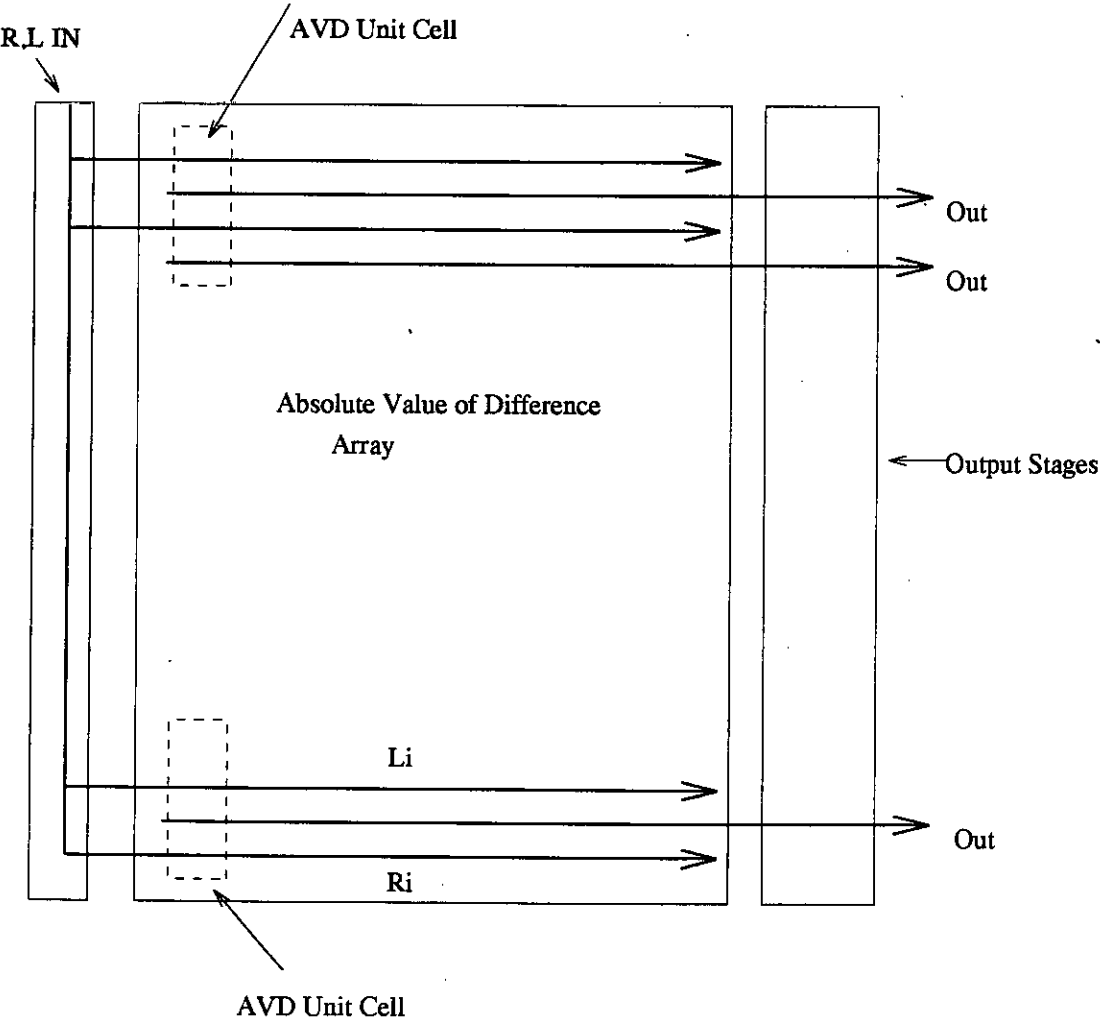 AVD Unit Cell
R,L IN
Out
Out
Absolute Value of Difference
Array
Output Stages
Li
Out
Ri
AVD Unit Cell